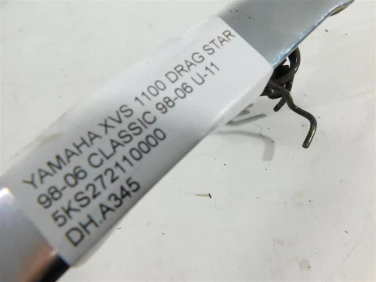 YAMAHA XVS 1100 DRAG STAR
98-06 CLASSIC 98-06 U-11
5KS272110000
DH.A345